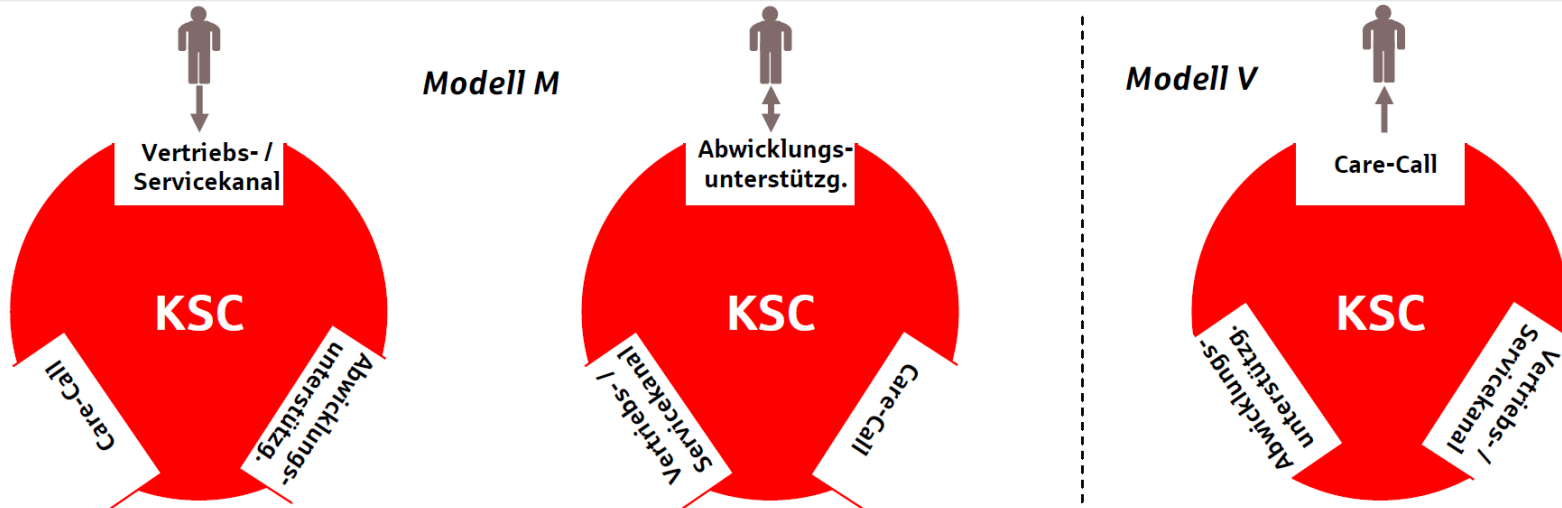 Modell M
Modell V
Vertriebs- /
Servicekanal
KSC
Care-Call
Abwicklungs-
unterstützg.
Abwicklungs-
unterstützg.
KSC
Vertriebs- /
Servicekanal
Care-Call
Care-Call
KSC
Abwicklungs-
unterstützg.
Vertriebs- /
Servicekanal